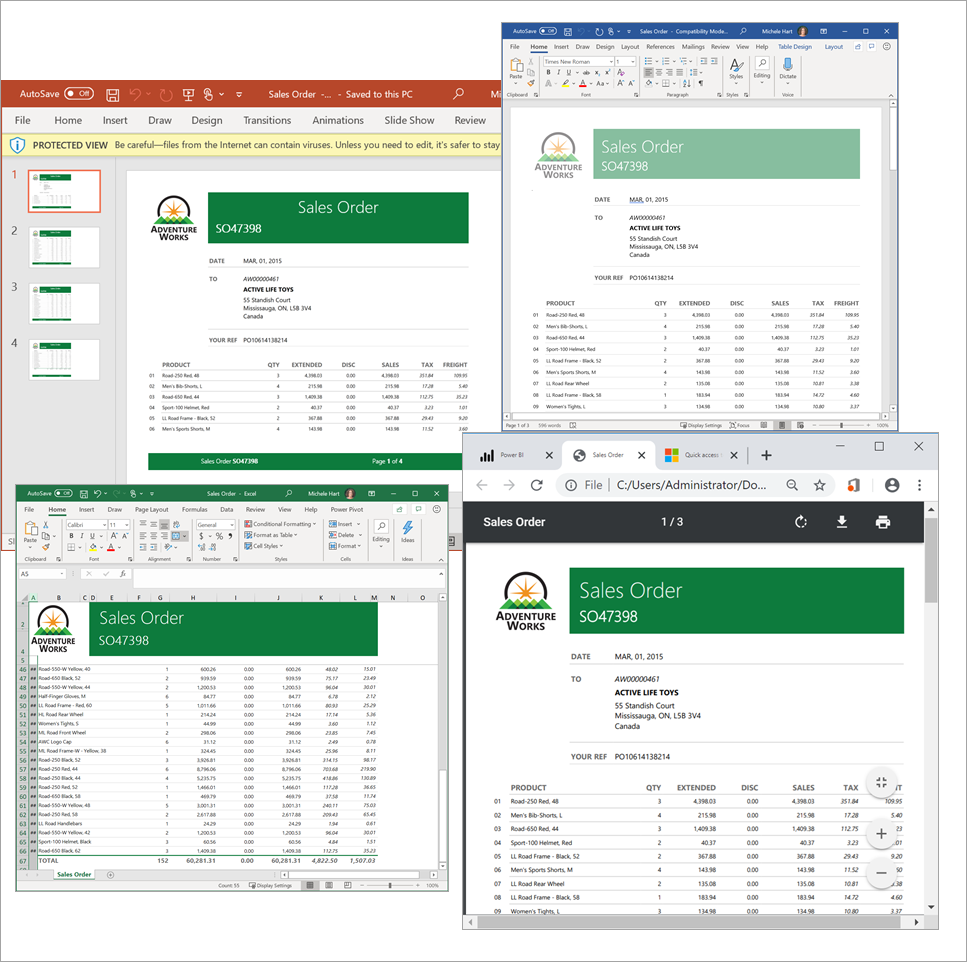 AutoSave Off Sales Order -... - Saved to this PC
File Home Insert Draw Design Transitions Animations Slide Show Review
PROTECTED VIEW Be careful—files from the Internet can contain viruses. Unless you need to edit, it's safer to stay
1
2
3
4
ADVENTURE
WORKS
Sales Order
SO47398
DATE MAR, 01, 2015
TO AW00000461
ACTIVE LIFE TOYS
55 Standish Court
Mississauga, ON, L5B 3V4
Canada
YOUR REF PO10614138214
PRODUCT QTY EXTENDED DISC SALES TAX FREIGHT
01 Road-250 Red, 48 3 4,398.03 0.00 4,398.03 351.84 109.95
02 Men's Bib-Shorts, L 4 215.98 0.00 215.98 17.28 5.40
03 Road-650 Red, 44 3 1,409.38 0.00 1,409.38 112.75 35.23
04 Sport-100 Helmet, Red 2 40.37 0.00 40.37 3.23 1.01
05 LL Road Frame - Black, 52 2 367.88 0.00 367.88 29.43 9.20
06 Men's Sports Shorts, M 4 143.98 0.00 143.98 11.52 3.60
Sales Order SO47398 Page 1 of 4
AutoSave Off Sales Order - Compatibility Mode... Michele Hart
File Home Insert Draw Design Layout References Mailings Review View Help Table Design Layout
Times New Roman
Paste Styles Editing Dictate
Clipboard Font Paragraph Styles Voice
ADVENTURE
WORKS
Sales Order
SO47398
DATE MAR, 01, 2015
TO AW00000461
ACTIVE LIFE TOYS
55 Standish Court
Mississauga, ON, L5B 3V4
Canada
YOUR REF PO10614138214
PRODUCT QTY EXTENDED DISC SALES TAX FREIGHT
01 Road-250 Red, 48 3 4,398.03 0.00 4,398.03 351.84 109.95
02 Men's Bib-Shorts, L 4 215.98 0.00 215.98 17.28 5.40
03 Road-650 Red, 44 3 1,409.38 0.00 1,409.38 112.75 35.23
04 Sport-100 Helmet, Red 2 40.37 0.00 40.37 3.23 1.01
05 LL Road Frame - Black, 52 2 367.88 0.00 367.88 29.43 9.20
06 Men's Sports Shorts, M 4 143.98 0.00 143.98 11.52 3.60
07 LL Road Rear Wheel 2 135.08 0.00 135.08 10.81 3.38
08 LL Road Frame - Black, 58 1 183.94 0.00 183.94 14.72 4.60
09 Women's Tights, L 3 134.98 0.00 134.98 10.80 3.37
Page 1 of 3 596 words Display Settings Focus 100%
AutoSave Off Sales Order - Excel Michele Hart
File Home Insert Draw Page Layout Formulas Data Review View Help Power Pivot
Calibri 11 General Conditional Formatting Insert
Format as Table Delete
Paste Cell Styles Format Editing Ideas
Clipboard Font Alignment Number Styles Cells Ideas
A5
A B C D E F G H I J K L M N O
ADVENTURE
WORKS
Sales Order
SO47398
2
4
5
46 ## Road-550-W Yellow, 40 1 600.26 0.00 600.26 48.02 15.01
47 ## Road-650 Black, 52 2 939.59 0.00 939.59 75.17 23.49
48 ## Road-550-W Yellow, 44 2 1,200.53 0.00 1,200.53 96.04 30.01
49 ## Half-Finger Gloves, M 6 84.77 0.00 84.77 6.78 2.12
50 ## LL Road Frame - Red, 60 5 1,011.66 0.00 1,011.66 80.93 25.29
51 ## HL Road Rear Wheel 1 214.24 0.00 214.24 17.14 5.36
52 ## Women's Tights, S 1 44.99 0.00 44.99 3.60 1.12
53 ## ML Road Front Wheel 2 298.06 0.00 298.06 23.85 7.45
54 ## AWC Logo Cap 6 31.12 0.00 31.12 2.49 0.78
55 ## ML Road Frame-W - Yellow, 38 1 324.45 0.00 324.45 25.96 8.11
56 ## Road-250 Black, 52 3 3,926.81 0.00 3,926.81 314.15 98.17
57 ## Road-250 Red, 44 6 8,796.06 0.00 8,796.06 703.68 219.90
58 ## Road-250 Black, 44 4 5,235.75 0.00 5,235.75 418.86 130.89
59 ## Road-250 Red, 52 1 1,466.01 0.00 1,466.01 117.28 36.65
60 ## Road-650 Black, 58 1 469.79 0.00 469.79 37.58 11.74
61 ## Road-550-W Yellow, 48 5 3,001.31 0.00 3,001.31 240.11 75.03
62 ## Road-250 Red, 58 2 2,617.88 0.00 2,617.88 209.43 65.45
63 ## LL Road Handlebars 1 24.29 0.00 24.29 1.94 0.61
64 ## Road-550-W Yellow, 42 2 1,200.53 0.00 1,200.53 96.04 30.01
65 ## Sport-100 Helmet, Black 3 60.56 0.00 60.56 4.84 1.51
66 ## Road-650 Black, 62 3 1,409.38 0.00 1,409.38 112.75 35.23
67 TOTAL 152 60,281.31 0.00 60,281.31 4,822.50 1,507.03
Sales Order
Count: 55 Display Settings 100%
Power BI Sales Order Quick access
File C:/Users/Administrator/Do...
Sales Order 1 / 3
ADVENTURE
WORKS
Sales Order
SO47398
DATE MAR, 01, 2015
TO AW00000461
ACTIVE LIFE TOYS
55 Standish Court
Mississauga, ON, L5B 3V4
Canada
YOUR REF PO10614138214
PRODUCT QTY EXTENDED DISC SALES TAX
01 Road-250 Red, 48 3 4,398.03 0.00 4,398.03 351.84 109.95
02 Men's Bib-Shorts, L 4 215.98 0.00 215.98 17.28 5.40
03 Road-650 Red, 44 3 1,409.38 0.00 1,409.38 112.75 35.23
04 Sport-100 Helmet, Red 2 40.37 0.00 40.37 3.23 1.01
05 LL Road Frame - Black, 52 2 367.88 0.00 367.88 29.43 9.20
06 Men's Sports Shorts, M 4 143.98 0.00 143.98 11.52 3.60
07 LL Road Rear Wheel 2 135.08 0.00 135.08 10.81 3.38
08 LL Road Frame - Black, 58 1 183.94 0.00 183.94 14.72 4.60
09 Women's Tights, L 3 134.98 0.00 134.98 10.80 3.37